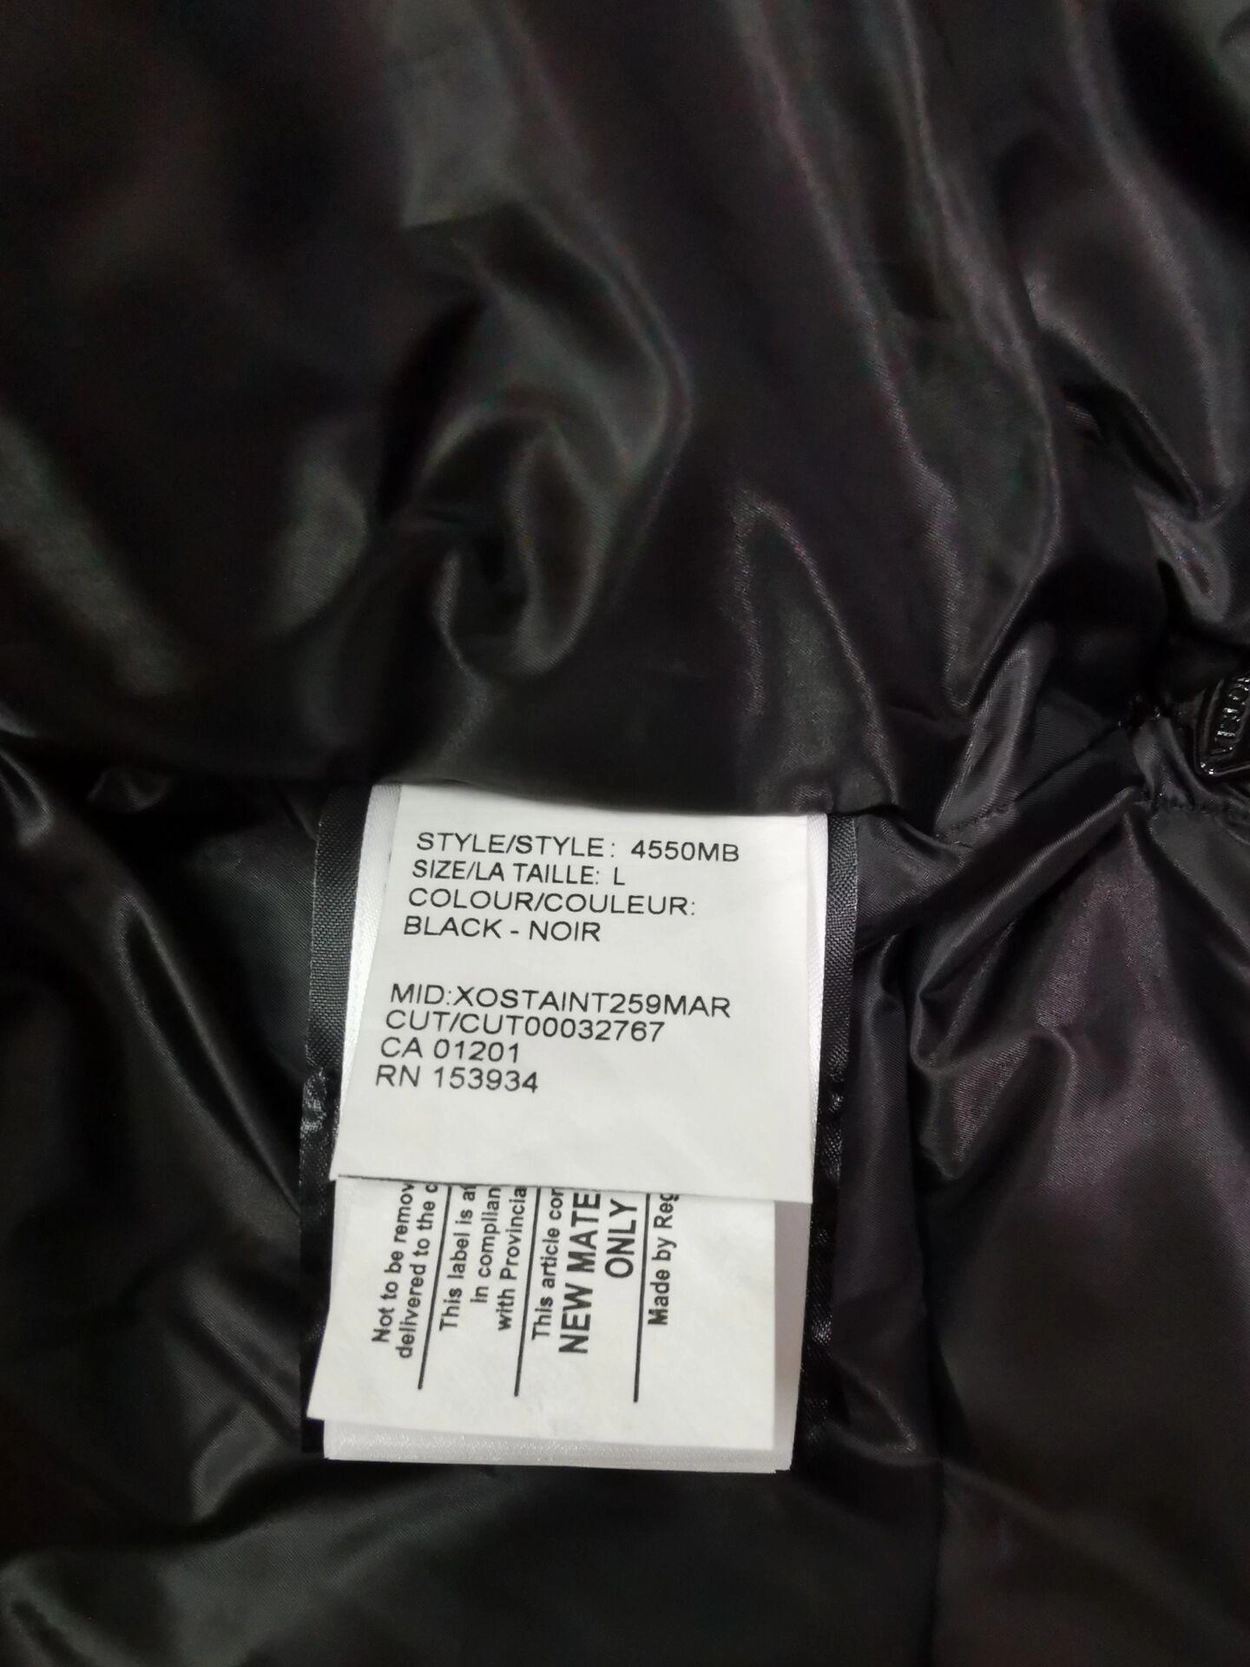 STYLE/STYLE: 4550MB
SIZE/LA TAILLE: L
COLOUR/COULEUR:
BLACK - NOIR
MID:XOSTAINT259MAR
CUT/CUT00032767
CA 01201
RN 153934
Not to be remov
delivered to the c
This label is af
In complian
with Provincia
This article con
NEW MATE
ONLY
Made by Reg